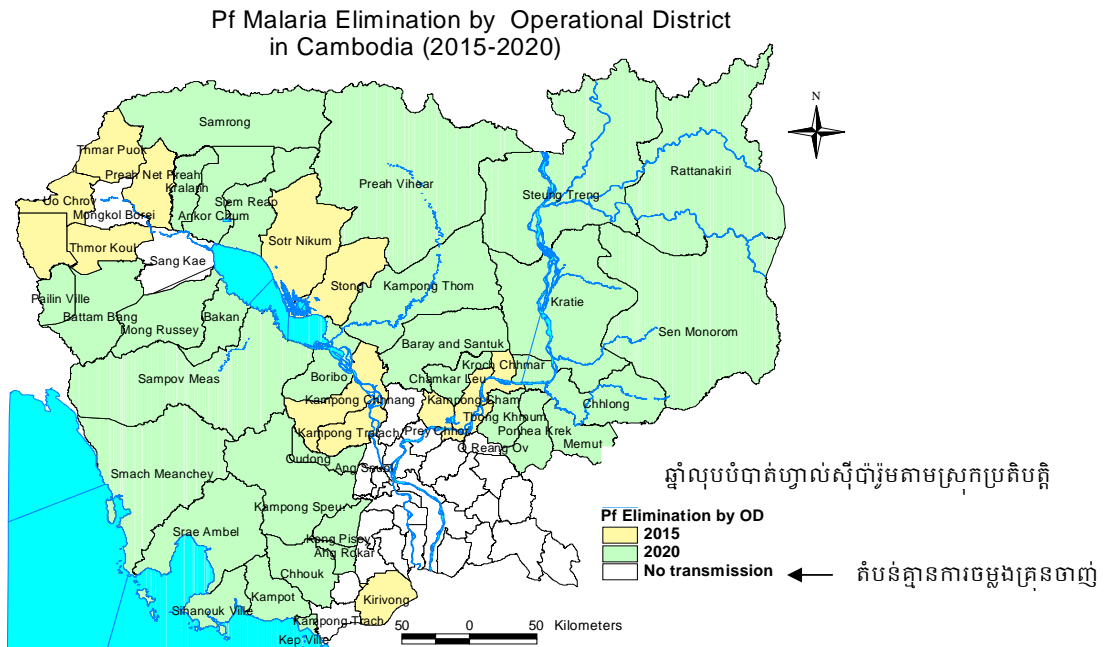 Pf Malaria Elimination by Operational District
in Cambodia (2015-2020)
N
Samrong
Thmar Puok
Preah Net Preah
Kralanh
Uo Chrov
Mongkol Borei
Ankor Chum
Siem Reap
Preah Vihear
Steung Treng
Rattanakiri
Thmor Koul
Sang Kae
Sotr Nikum
Stong
Kampong Thom
Kratie
Pailin Ville
Battam Bang
Mong Russey
Bakan
Sen Monorom
Baray and Santuk
Kroch Chhmar
Sampov Meas
Boribo
Chamkar Leu
Kampong Chhnang
Kampong Cham
Chhlong
Tbong Khmum
Kampong Tralach
Prey Chhor
Ponhea Krek
O Reang Ov
Memut
Oudong
Ang Snuol
Smach Meanchey
Kampong Speu
Srae Ambel
Kong Pisey
Ang Rokar
Chhouk
Kirivong
Kampot
Sihanouk Ville
Kampong Trach
Kep Ville
ឆ្នាំលុបបំបាត់ហ្វាល់ស៊ីប៉ារ៉ូមតាមស្រុកប្រតិបត្តិ
Pf Elimination by OD
2015
2020
No transmission
តំបន់គ្មានការចម្លងគ្រុនចាញ់
50 0 50 Kilometers